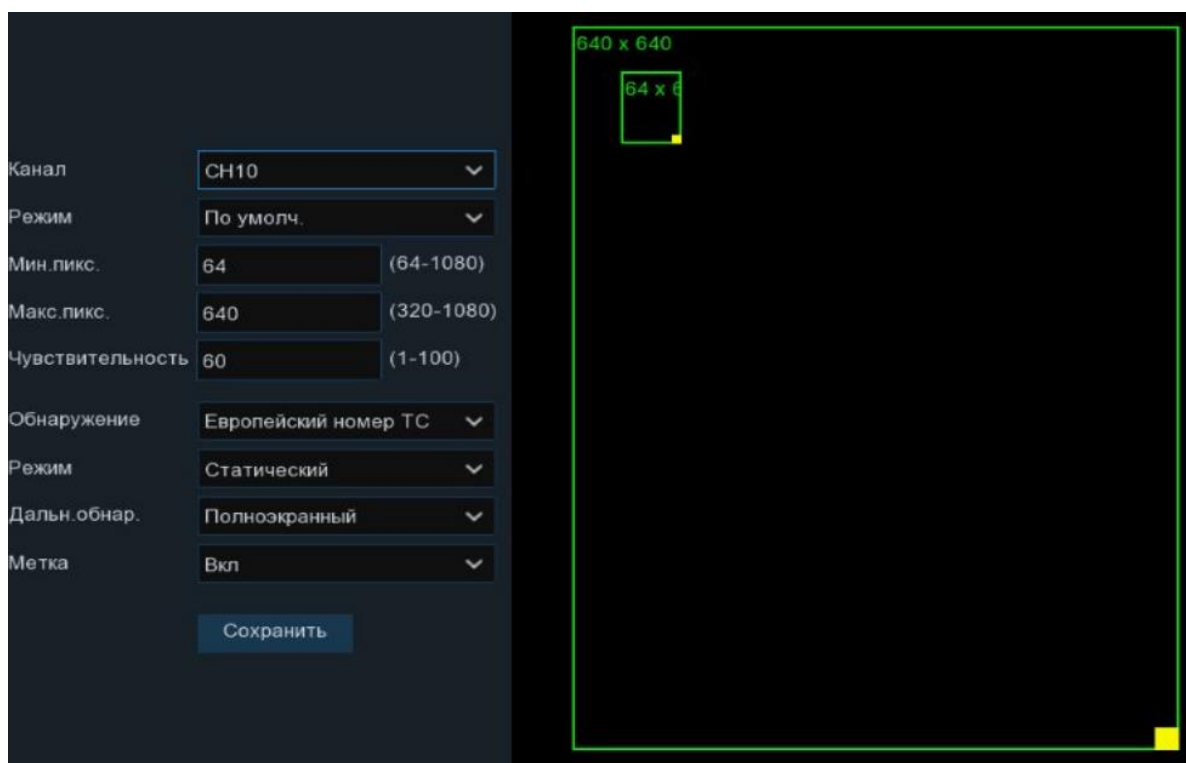 640 x 640
64 x 6
Канал CH10
Режим По умолч.
Мин.пикс. 64 (64-1080)
Макс.пикс. 640 (320-1080)
Чувствительность 60 (1-100)
Обнаружение Европейский номер ТС
Режим Статический
Дальн.обнар. Полноэкранный
Метка Вкл
Сохранить